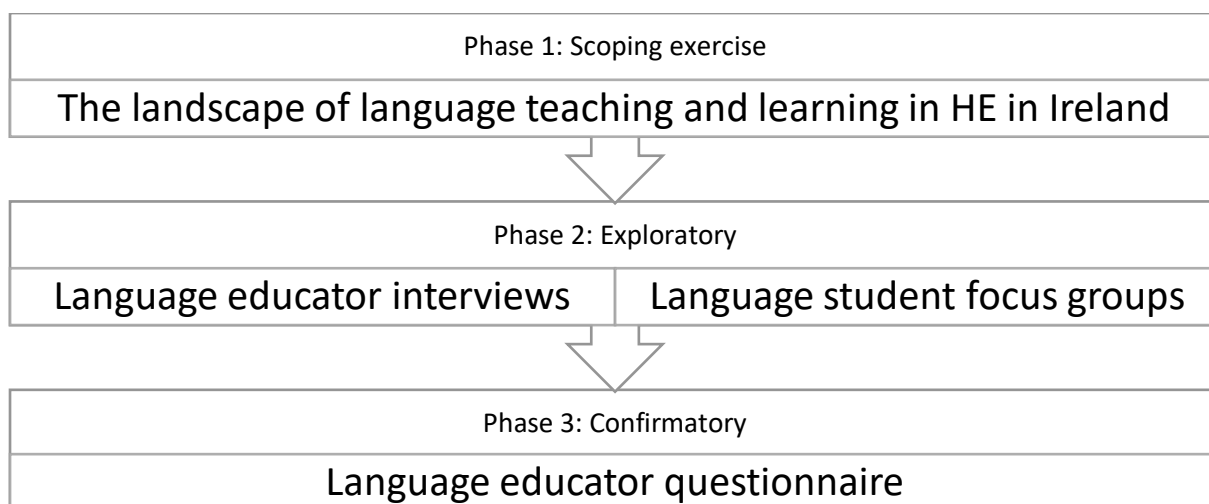 Phase 1: Scoping exercise
The landscape of language teaching and learning in HE in Ireland
Phase 2: Exploratory
Language educator interviews
Language student focus groups
Phase 3: Confirmatory
Language educator questionnaire